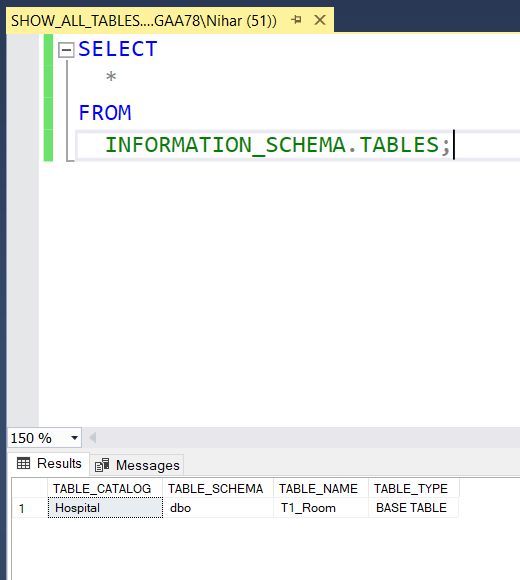 SHOW_ALL_TABLES....GAA78\Nihar (51))
SELECT
*
FROM
INFORMATION_SCHEMA.TABLES;
150 %
Results Messages
TABLE_CATALOG TABLE_SCHEMA TABLE_NAME TABLE_TYPE
1 Hospital dbo T1_Room BASE TABLE